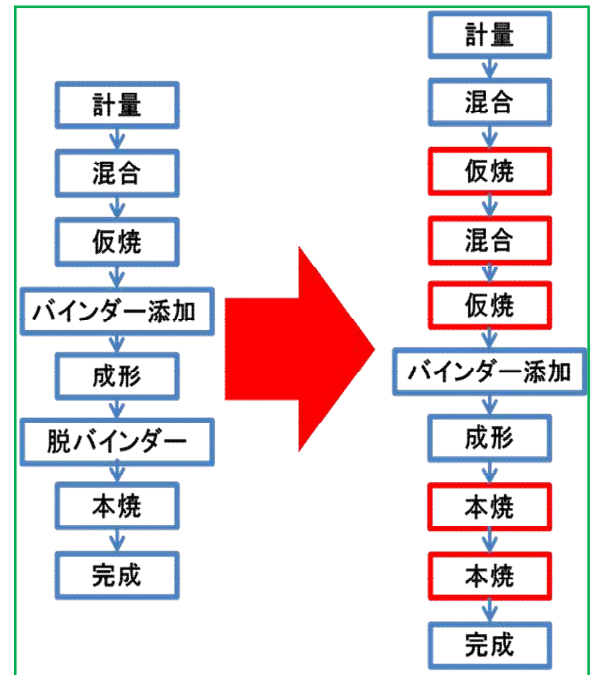 計量
混合
仮焼
バインダー添加
成形
脱バインダー
本焼
完成
計量
混合
仮焼
混合
仮焼
バインダー添加
成形
本焼
本焼
完成